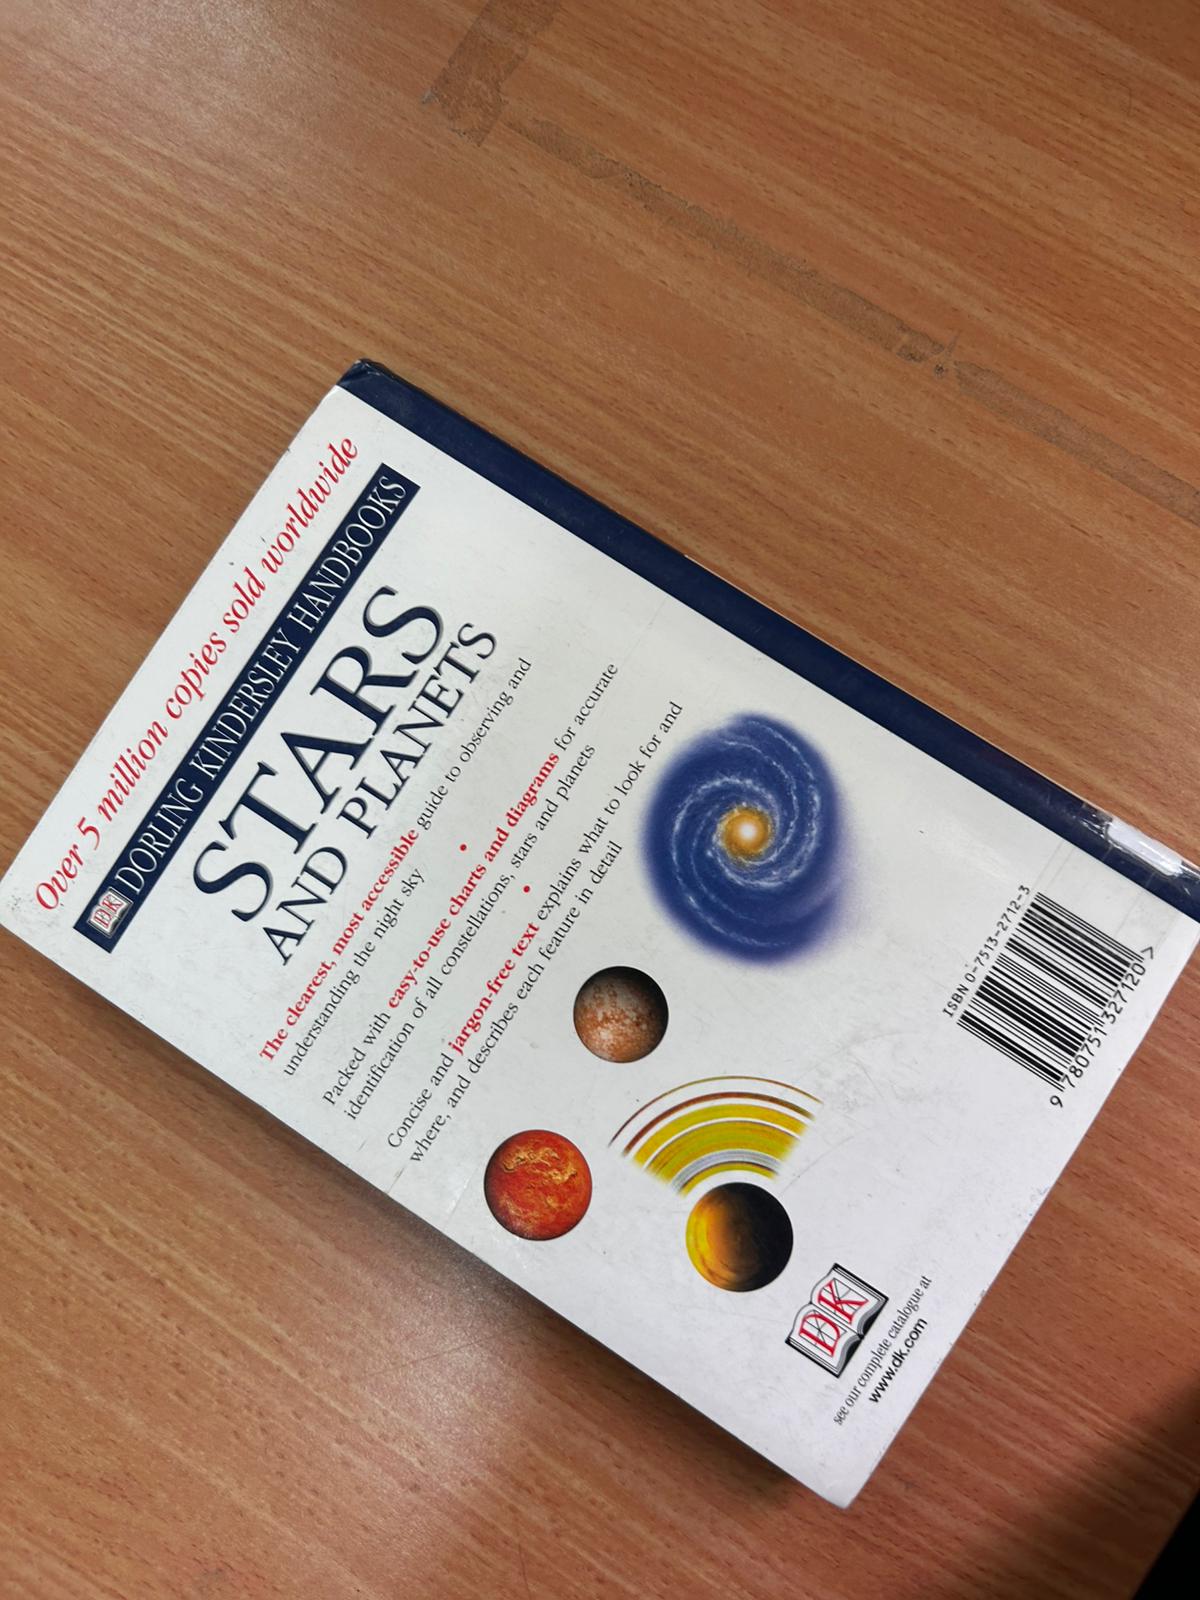 Over 5 million copies sold worldwide
DK DORLING KINDERSLEY HANDBOOKS
STARS
AND PLANETS
The clearest, most accessible guide to observing and
understanding the night sky
•
Packed with easy-to-use charts and diagrams for accurate
identification of all constellations, stars and planets
•
Concise and jargon-free text explains what to look for and
where, and describes each feature in detail
ISBN 0-7513-2712-3
9 780751 327120 >
DK
see our complete catalogue at
www.dk.com